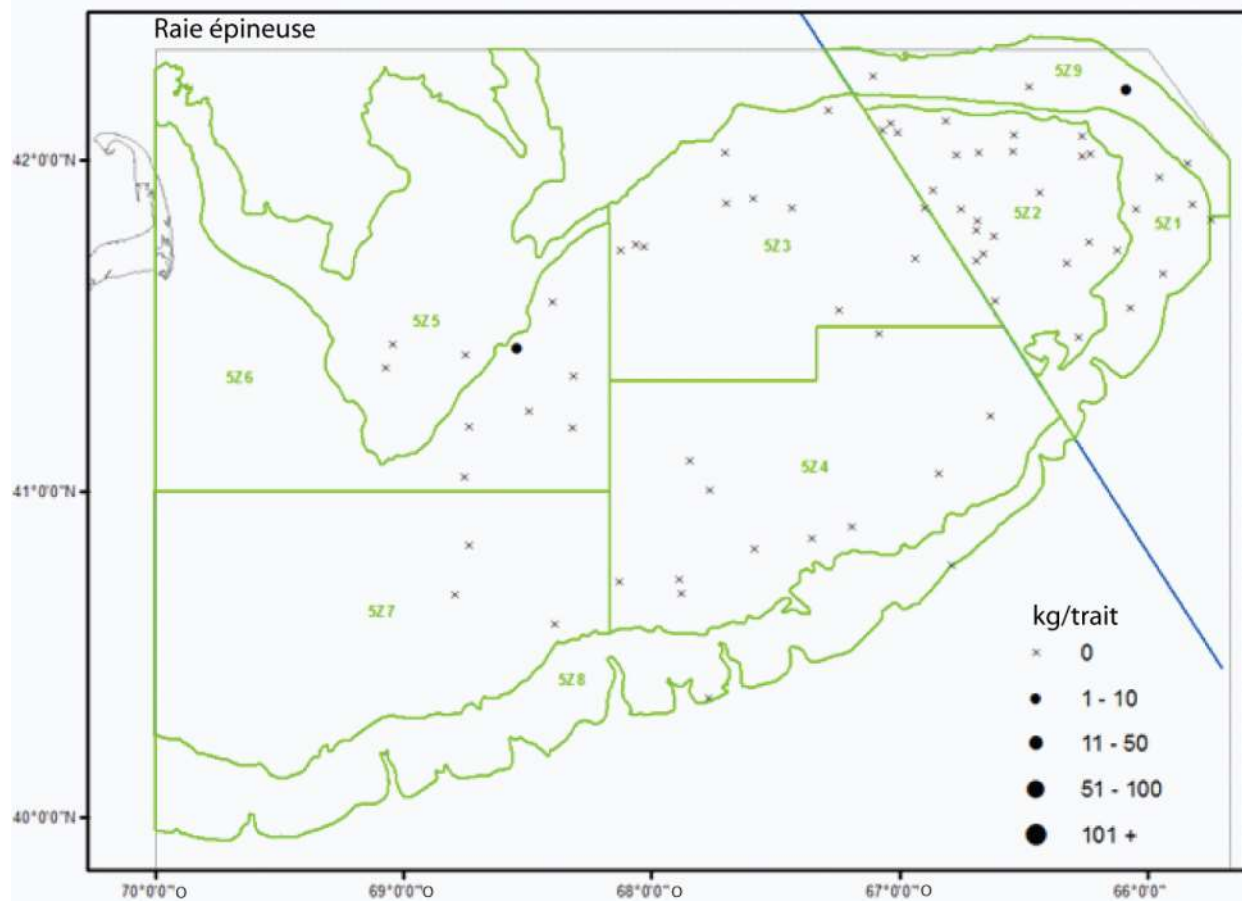 Raie épineuse
5Z9
42°0'0"N
5Z2
5Z1
5Z3
5Z5
5Z6
5Z4
41°0'0"N
5Z7
kg/trait
0
5Z8
1 - 10
11 - 50
51 - 100
40°0'0"N
101 +
70°0'0"O
69°0'0"O
68°0'0"O
67°0'0"O
66°0'0"